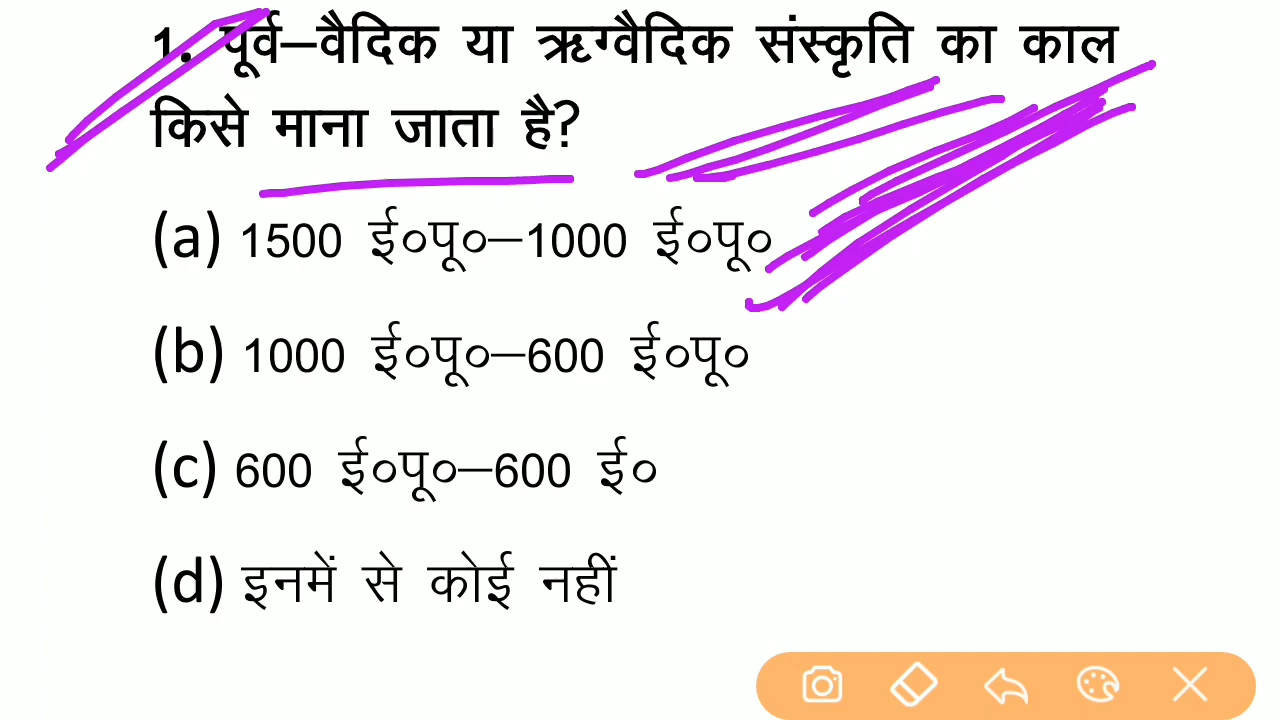 1. पूर्व–वैदिक या ऋग्वैदिक संस्कृति का काल
किसे माना जाता है?
(a) 1500 ई०पू०–1000 ई०पू०
(b) 1000 ई०पू०–600 ई०पू०
(c) 600 ई०पू०–600 ई०
(d) इनमें से कोई नहीं